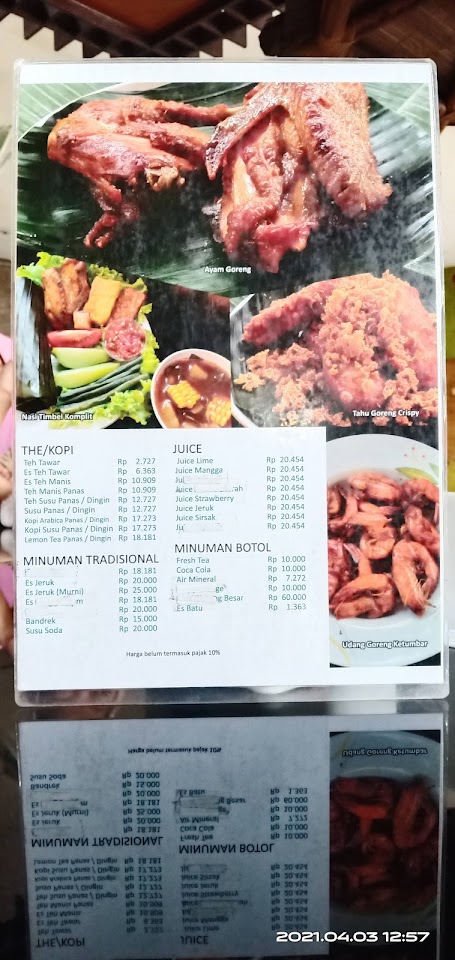 Ayam Goreng
Nasi Timbel Komplit
Tahu Goreng Crispy
THE/KOPI
Teh Tawar Rp 2.727
Es Teh Tawar Rp 6.363
Es Teh Manis Rp 10.909
Teh Manis Panas Rp 10.909
Teh Susu Panas / Dingin Rp 12.727
Susu Panas / Dingin Rp 12.727
Kopi Arabica Panas / Dingin Rp 17.273
Kopi Susu Panas / Dingin Rp 17.273
Lemon Tea Panas / Dingin Rp 18.181
MINUMAN TRADISIONAL
Rp 18.181
Es Jeruk Rp 20.000
Es Jeruk (Murni) Rp 25.000
Es Rp 18.181
Rp 20.000
Bandrek Rp 15.000
Susu Soda Rp 20.000
JUICE
Juice Lime Rp 20.454
Juice Mangga Rp 20.454
Rp 20.454
Juice Rp 20.454
Juice Strawberry Rp 20.454
Juice Jeruk Rp 20.454
Juice Sirsak Rp 20.454
Rp 20.454
MINUMAN BOTOL
Fresh Tea Rp 10.000
Coca Cola Rp 10.000
Air Mineral Rp 7.272
Rp 10.000
Besar Rp 60.000
Es Batu Rp 1.363
Harga belum termasuk pajak 10%
Udang Goreng Ketumbar
2021.04.03 12:57